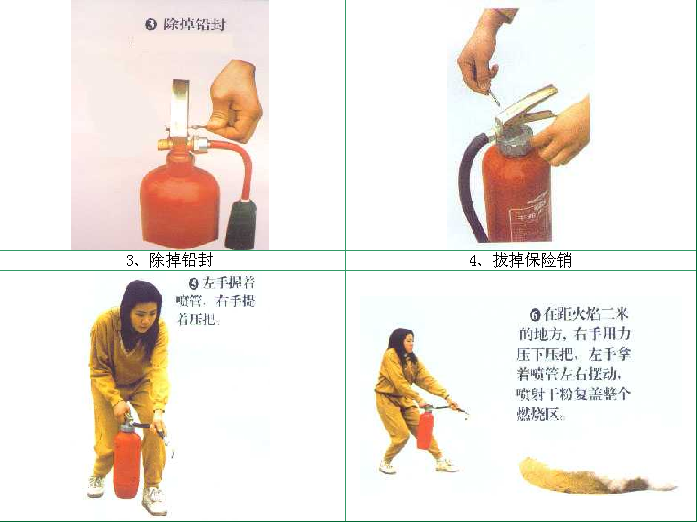 ❸ 除掉铅封
3、除掉铅封
4、拔掉保险销
❺ 左手握着
喷管，右手提
着压把。
❻ 在距火焰二米
的地方，右手用力
压下压把，左手拿
着喷管左右摆动，
喷射干粉复盖整个
燃烧区。